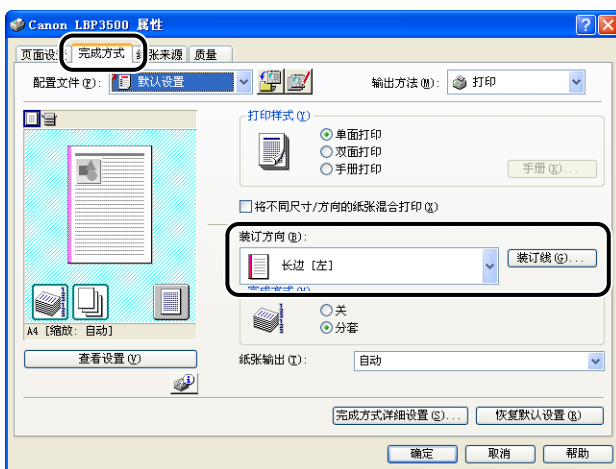 Canon LBP3500 属性
页面设 完成方式 纸张来源 质量
配置文件(F): 默认设置 输出方法(M): 打印
打印样式(Y)
单面打印
双面打印
手册打印 手册(K)...
将不同尺寸/方向的纸张混合打印(X)
装订方向(B):
长边 [左] 装订线(G)...
完成方式
关
分套
A4 [缩放: 自动]
查看设置(V) 纸张输出(T): 自动
完成方式详细设置(S)... 恢复默认设置(R)
确定 取消 帮助